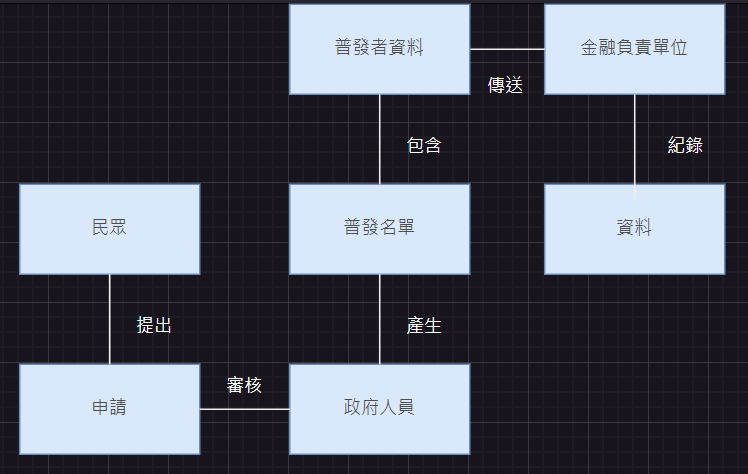 普發者資料
金融負責單位
傳送
包含
紀錄
民眾
普發名單
資料
提出
產生
審核
申請
政府人員